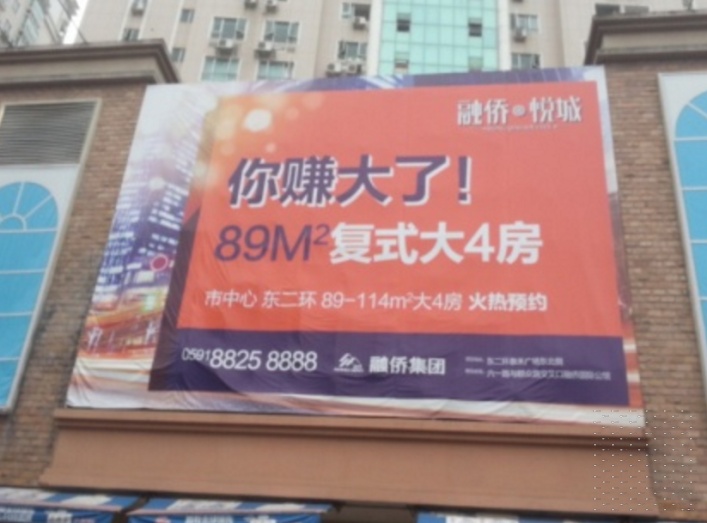 融侨悦城
你赚大了!
89M²复式大4房
市中心 东二环 89-114m²大4房 火热预约
0591 8825 8888 融侨集团